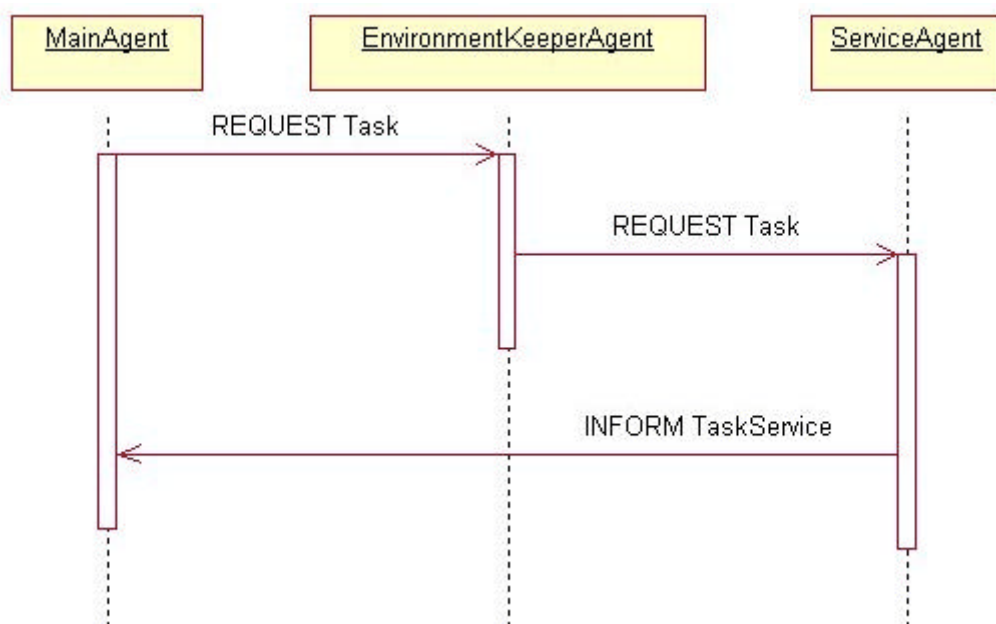 MainAgent
EnvironmentKeeperAgent
ServiceAgent
REQUEST Task
REQUEST Task
INFORM TaskService